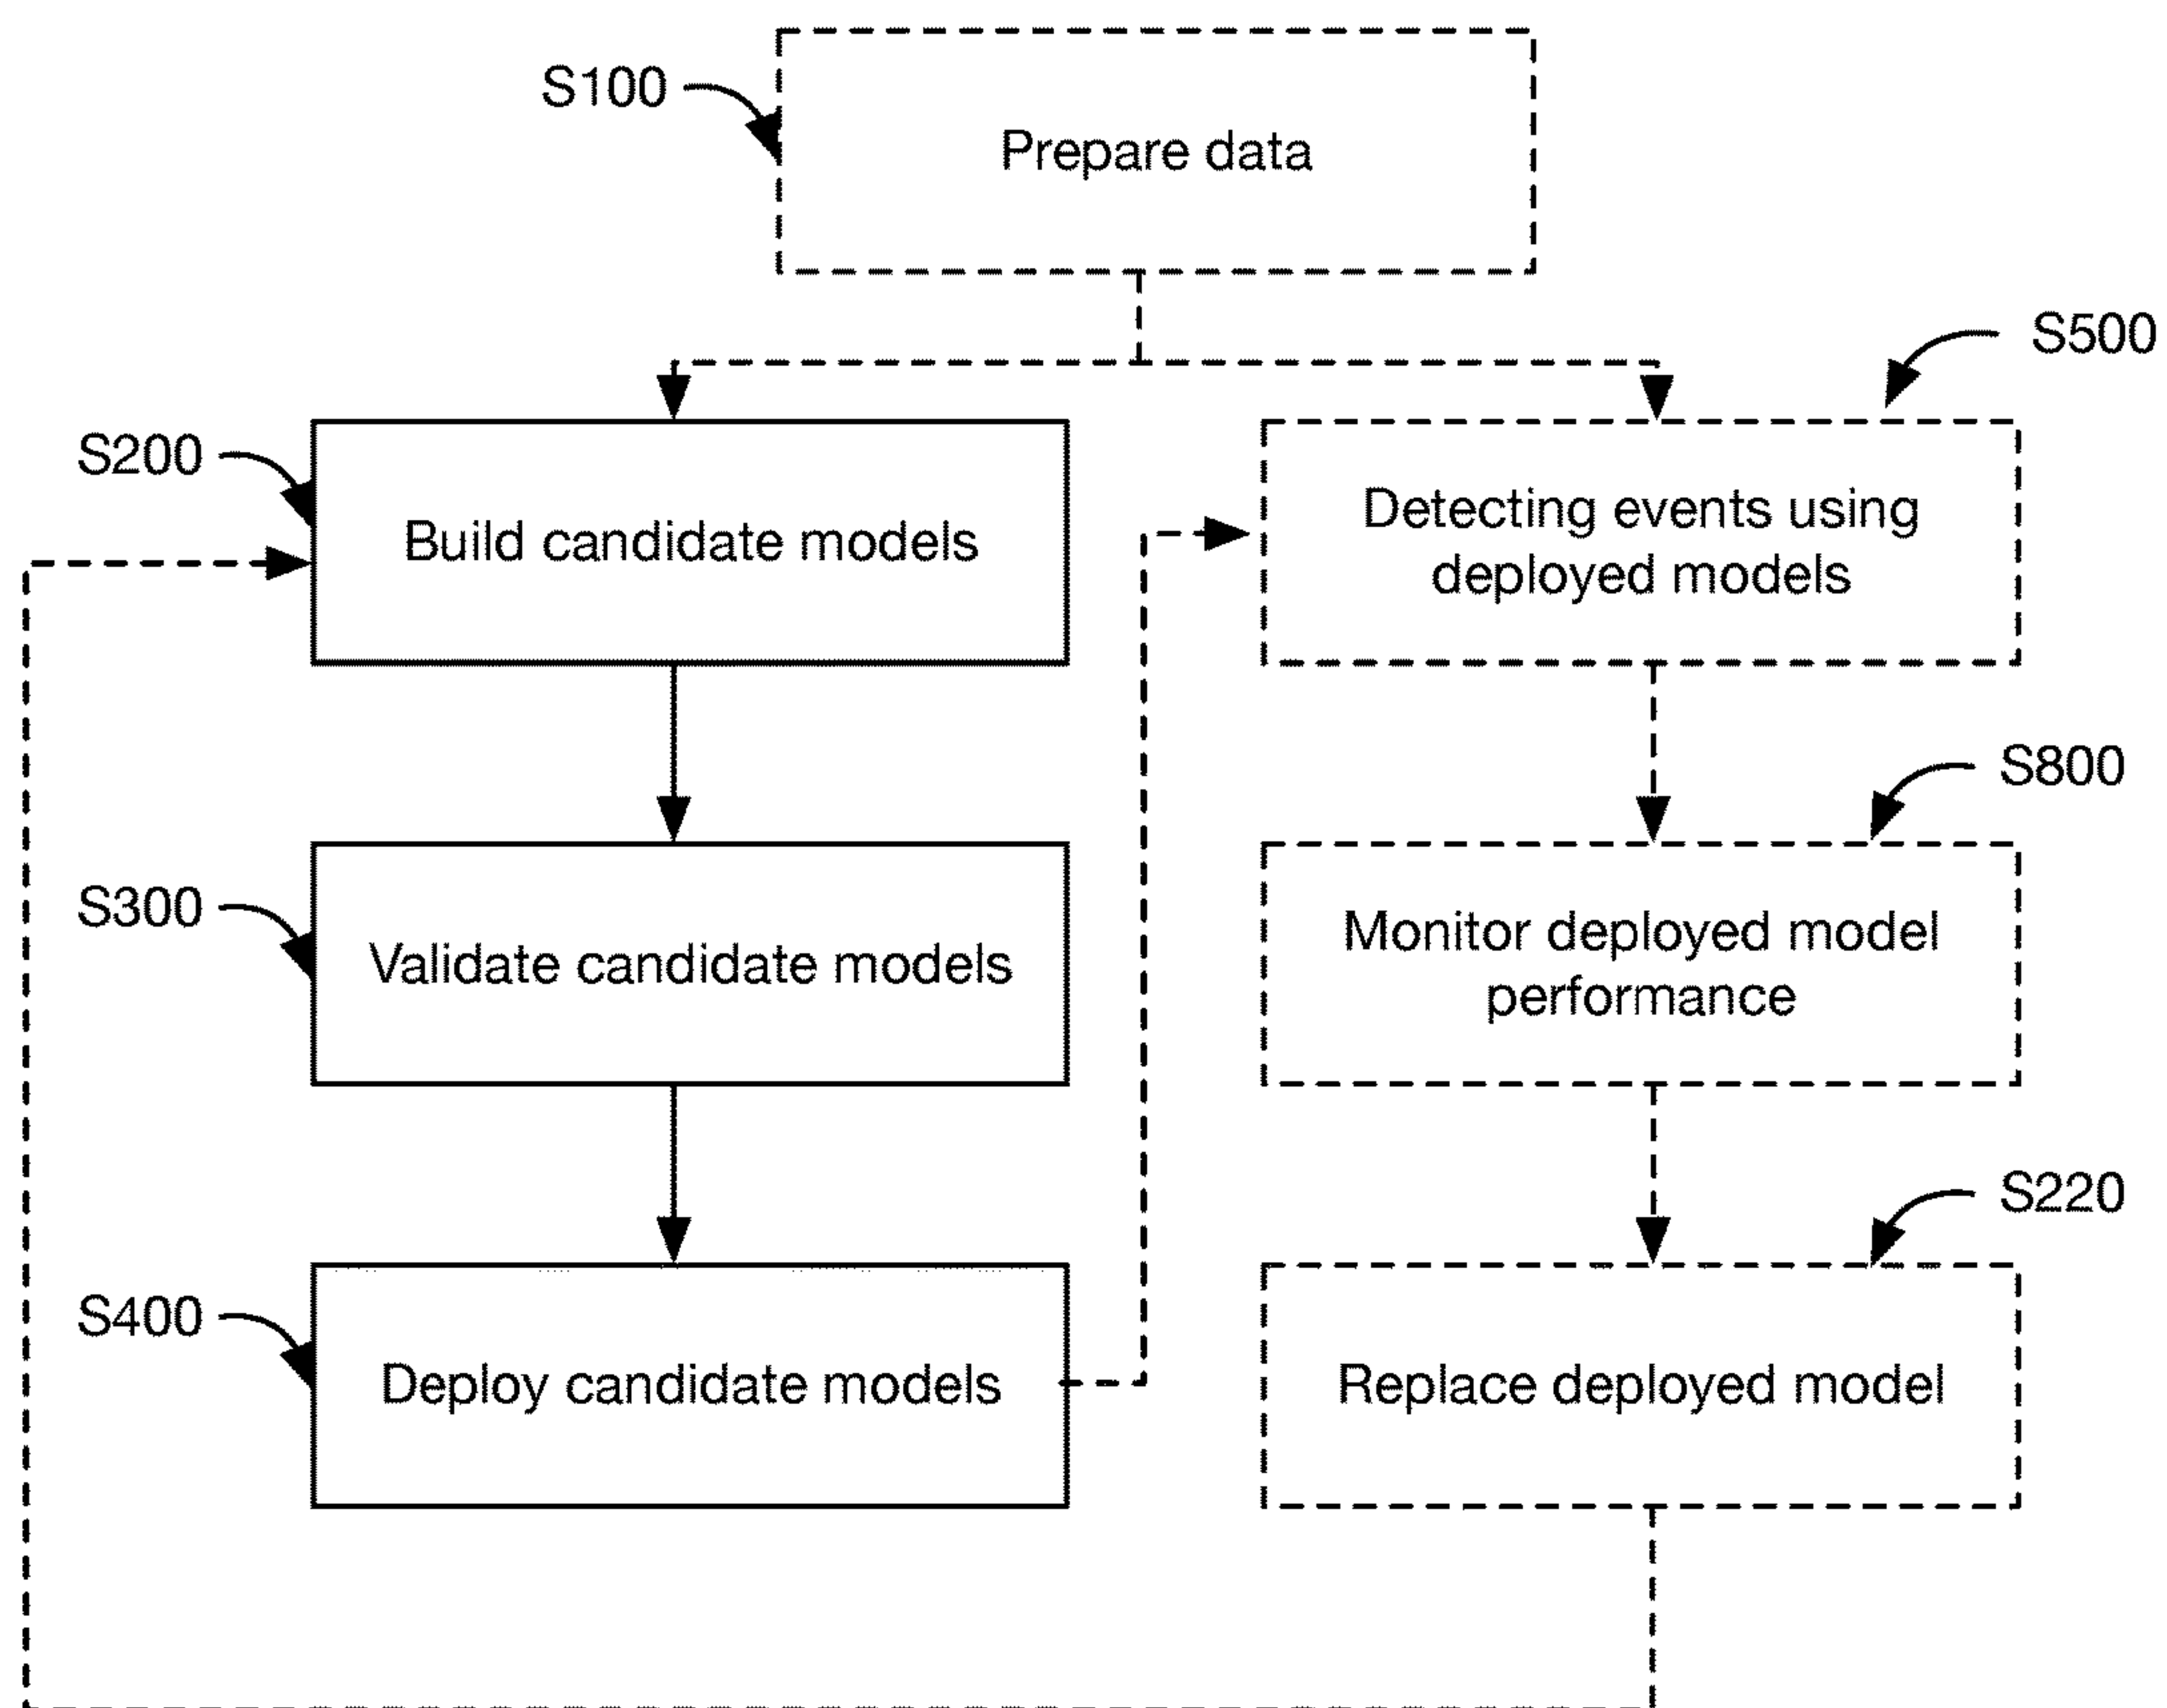 S100
Prepare data
S500
S200
Build candidate models
Detecting events using
deployed models
S800
S300
Validate candidate models
Monitor deployed model
performance
S220
S400
Deploy candidate models
Replace deployed model